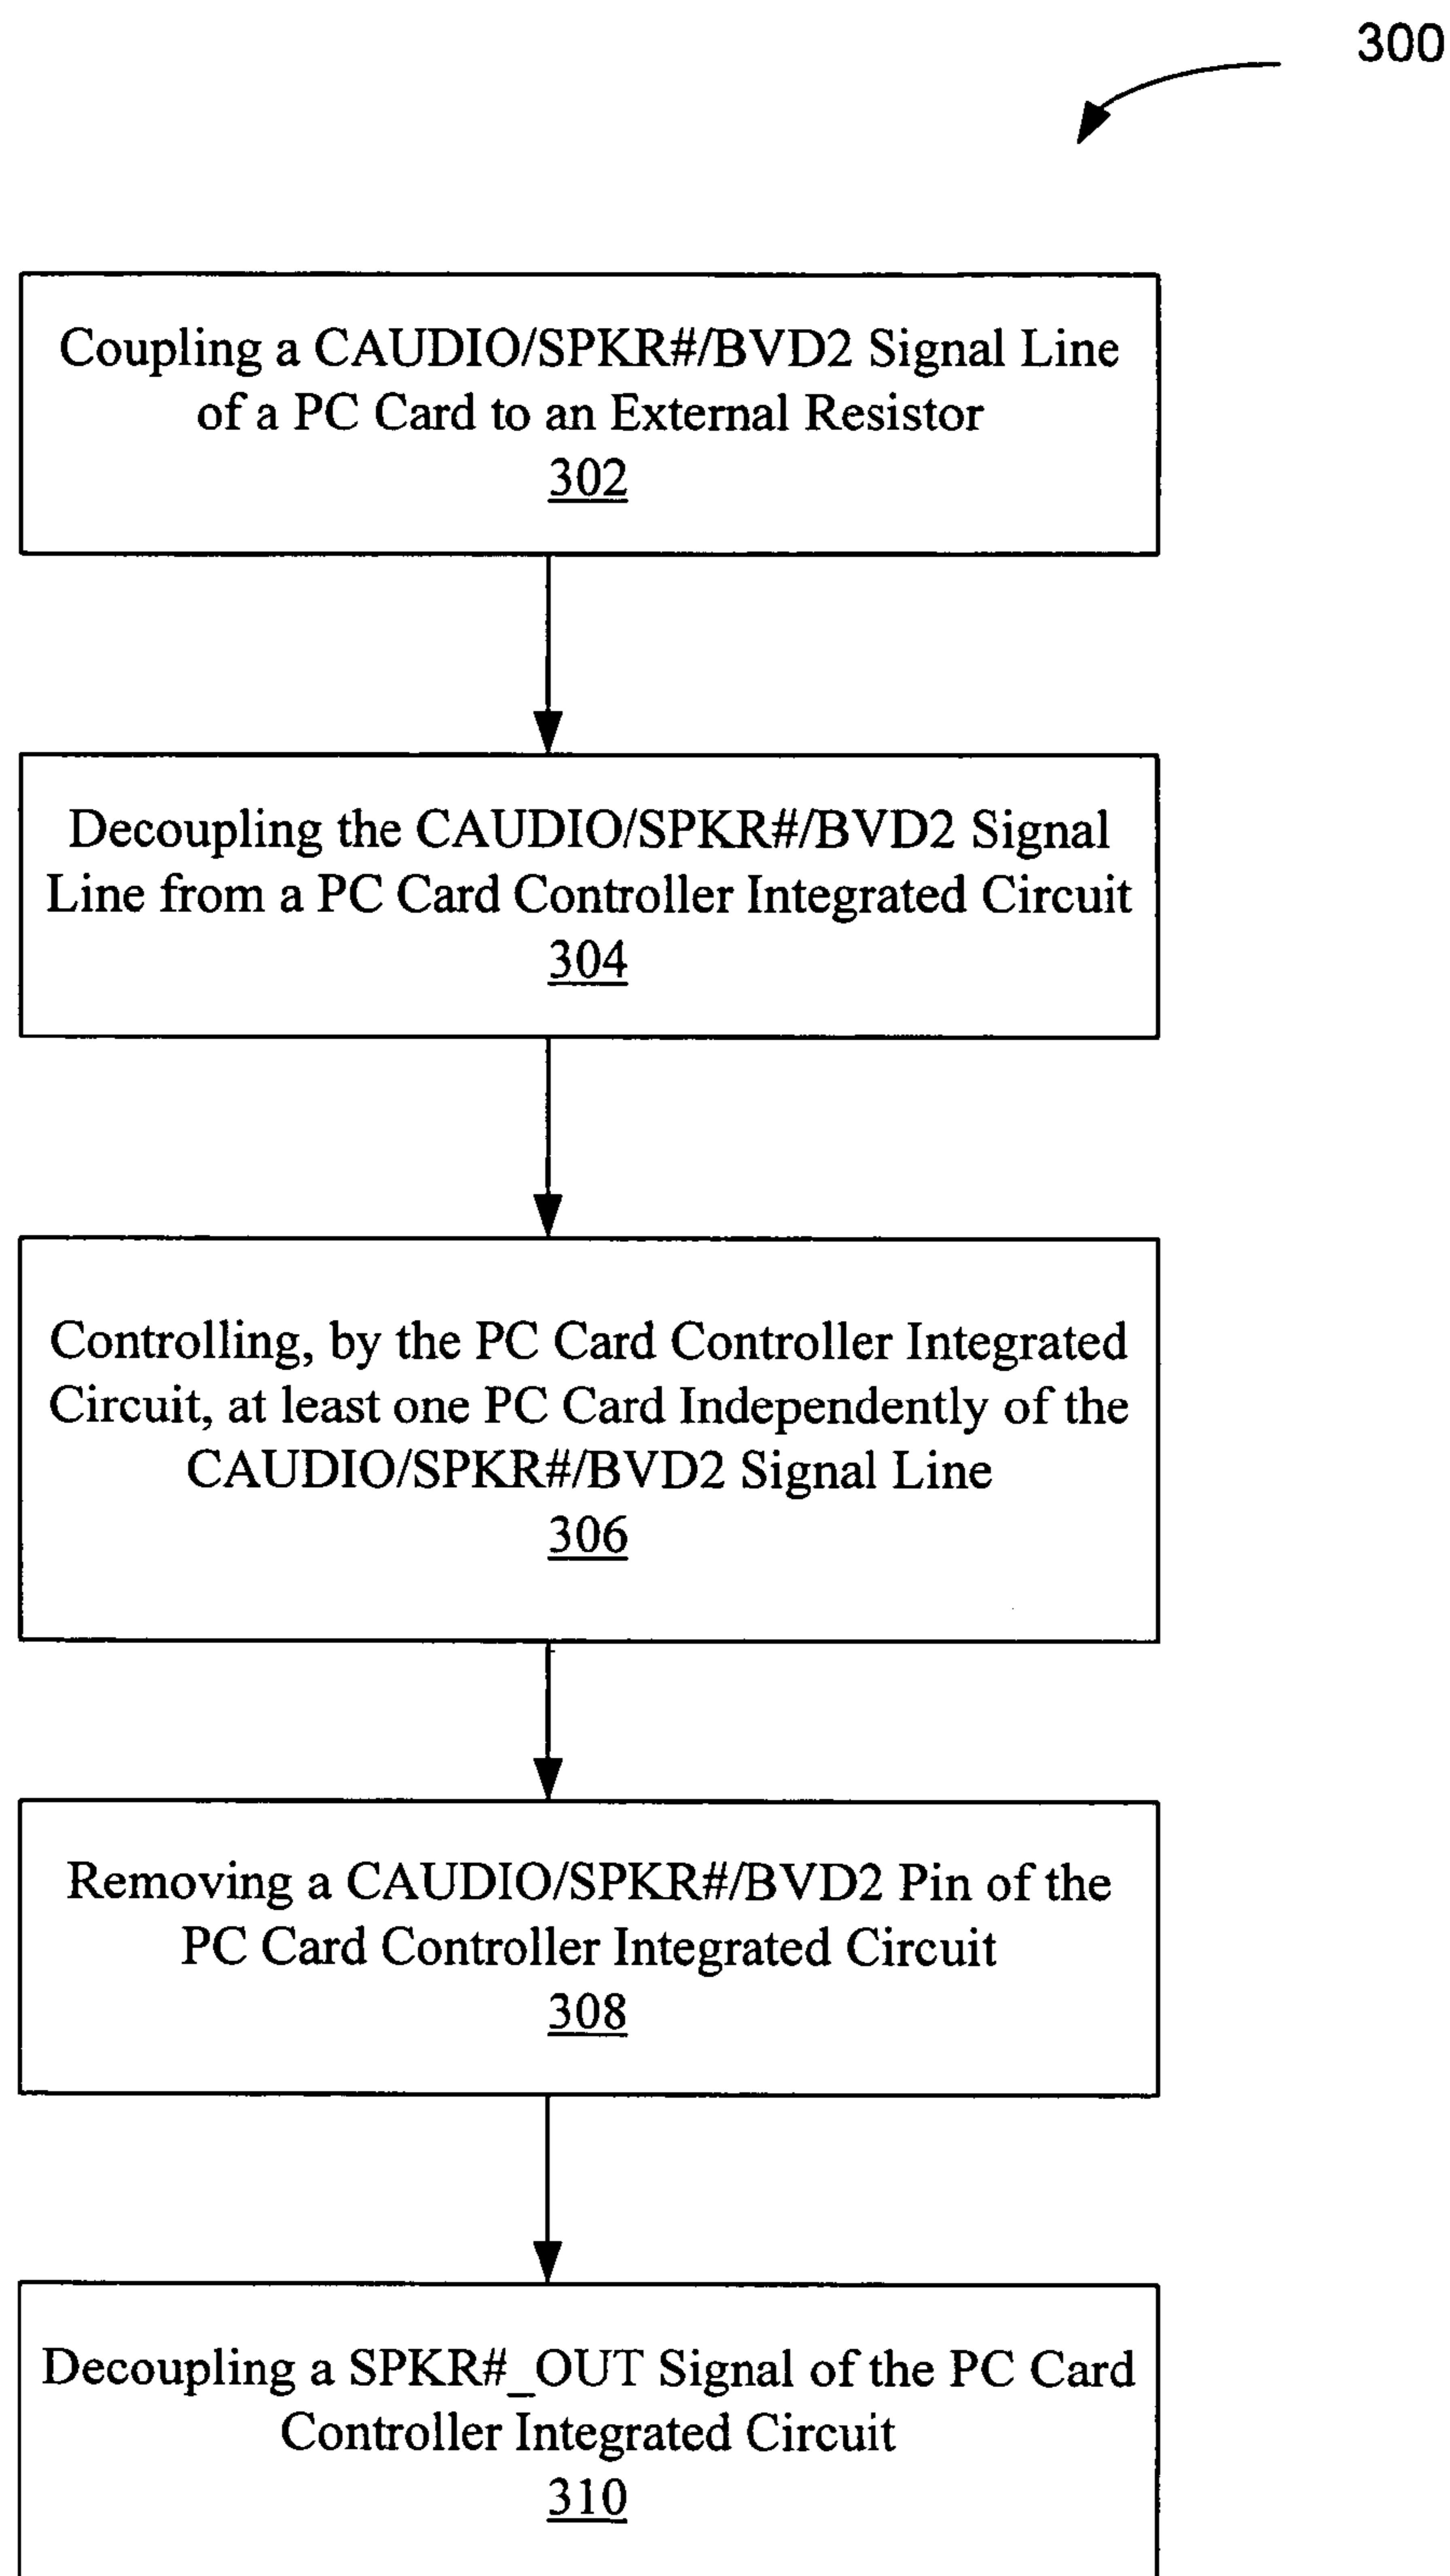 300
Coupling a CAUDIO/SPKR#/BVD2 Signal Line
of a PC Card to an External Resistor
302
Decoupling the CAUDIO/SPKR#/BVD2 Signal
Line from a PC Card Controller Integrated Circuit
304
Controlling, by the PC Card Controller Integrated
Circuit, at least one PC Card Independently of the
CAUDIO/SPKR#/BVD2 Signal Line
306
Removing a CAUDIO/SPKR#/BVD2 Pin of the
PC Card Controller Integrated Circuit
308
Decoupling a SPKR#_OUT Signal of the PC Card
Controller Integrated Circuit
310